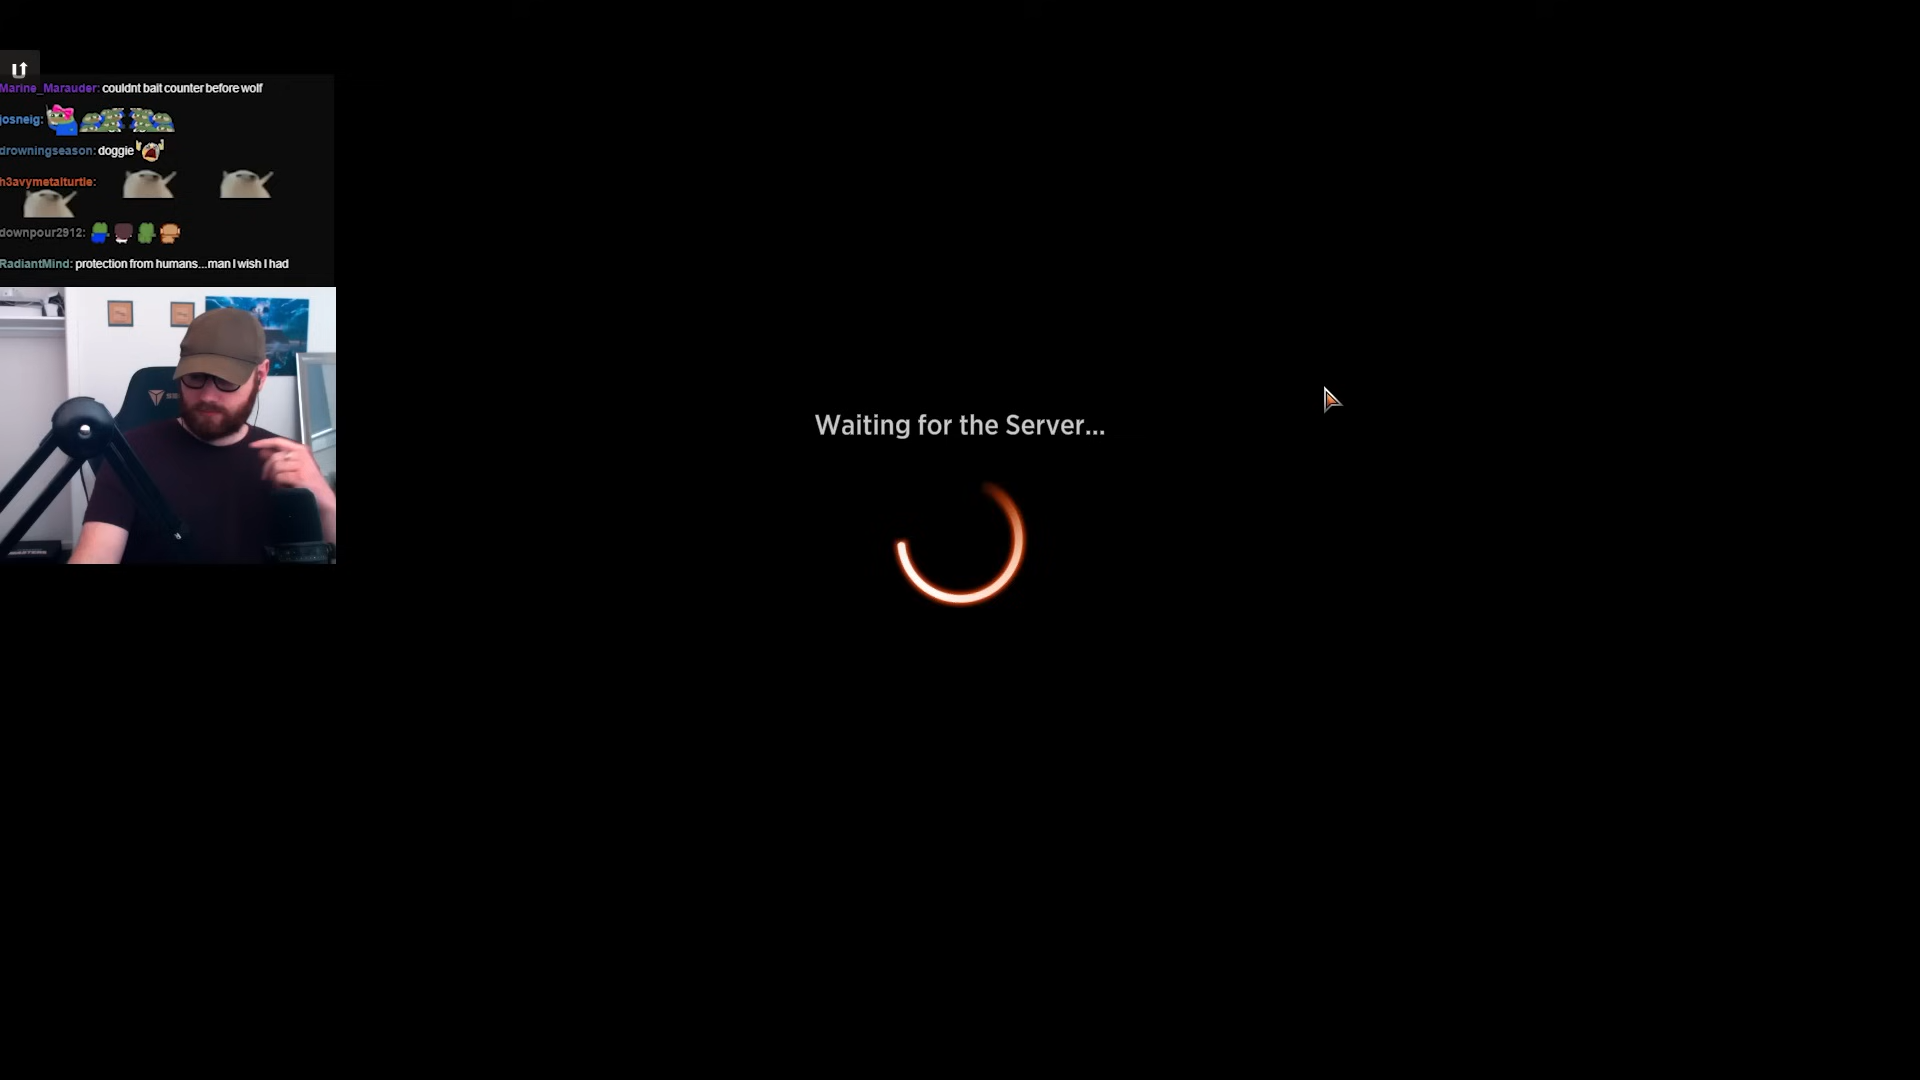 Marine_Marauder: couldnt bait counter before wolf
josneig:
drowningseason: doggie
h3avymetalturtle:
downpour2912:
RadiantMind: protection from humans...man I wish I had
Waiting for the Server...